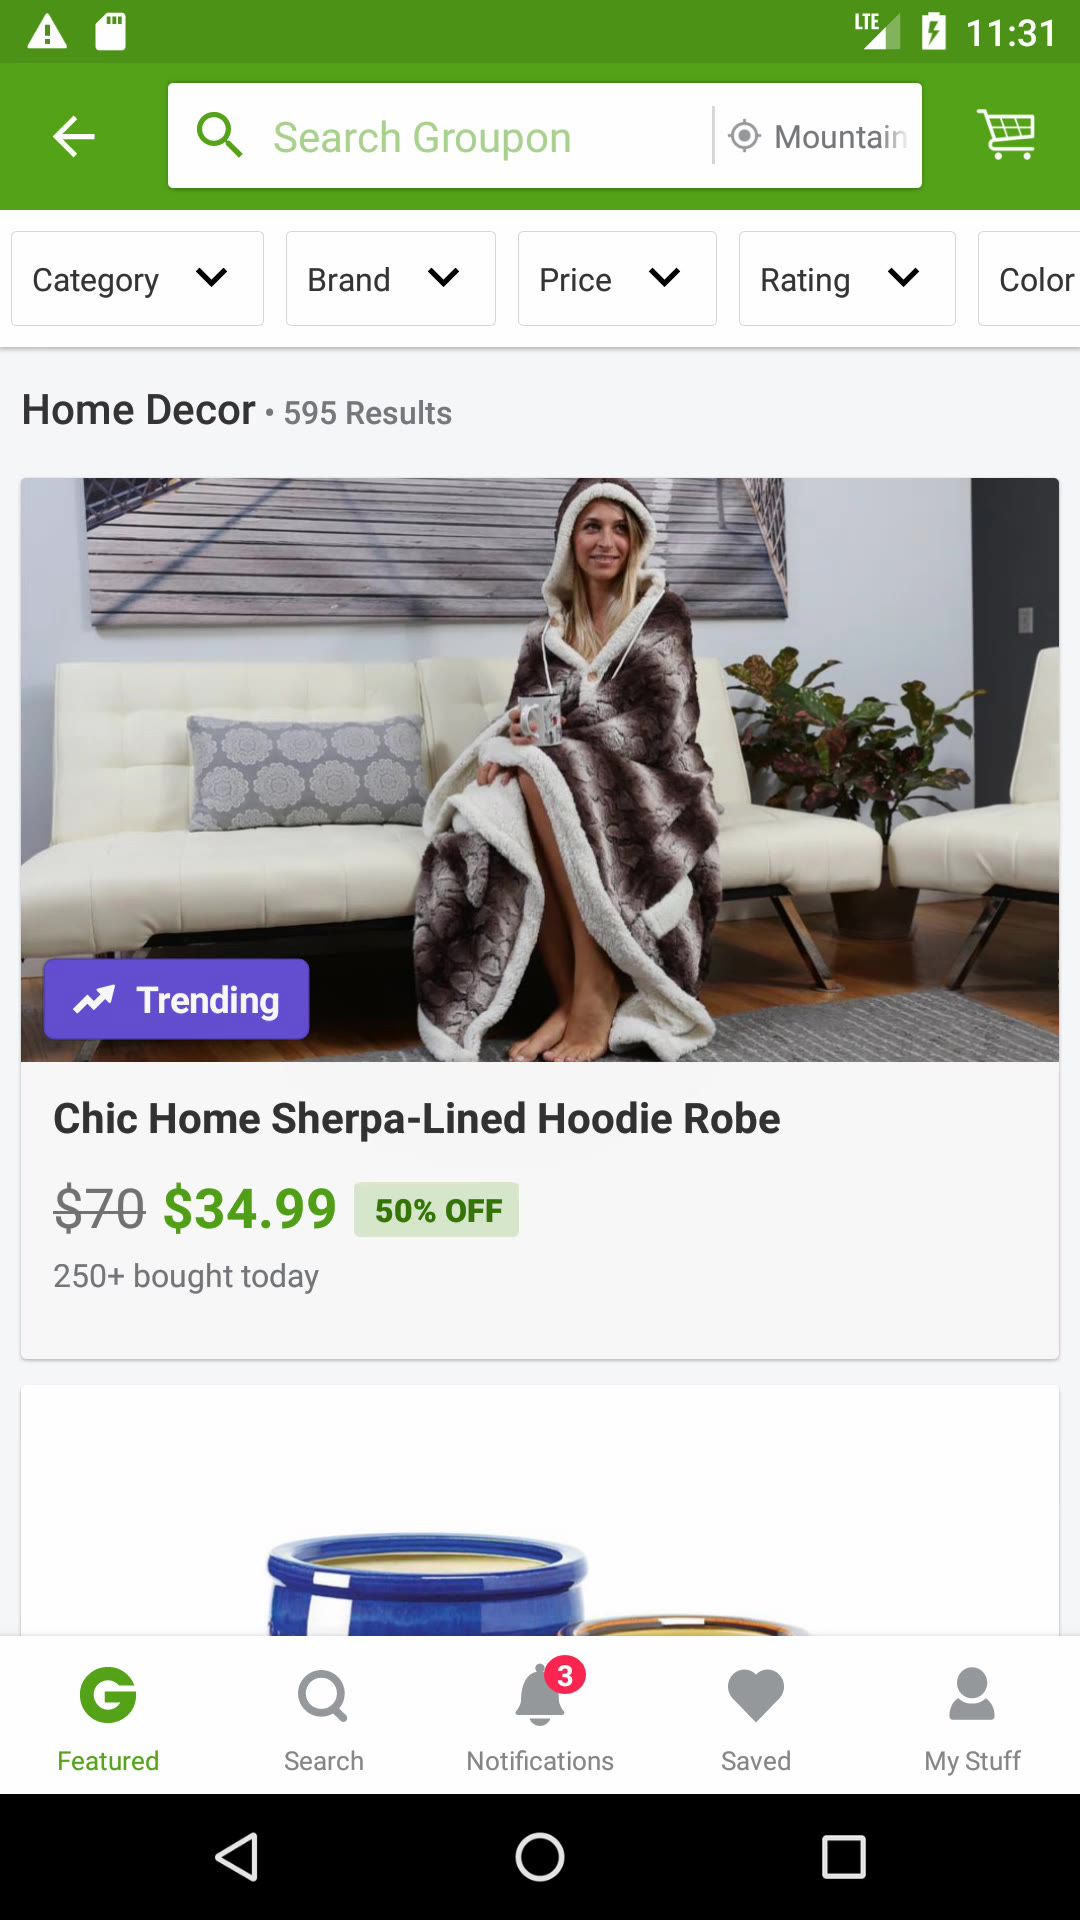 LTE 11:31
Search Groupon Mountain
Category Brand Price Rating Color
Home Decor • 595 Results
Trending
Chic Home Sherpa-Lined Hoodie Robe
$70 $34.99 50% OFF
250+ bought today
3
Featured Search Notifications Saved My Stuff